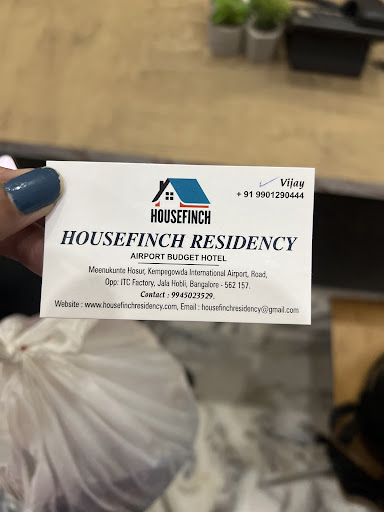 Vijay
+ 91 9901290444
HOUSEFINCH
HOUSEFINCH RESIDENCY
AIRPORT BUDGET HOTEL
Meenukunte Hosur, Kempegowda International Airport, Road,
Opp: ITC Factory, Jala Hobli, Bangalore - 562 157.
Contact : 9945023529.
Website : www.housefinchresidency.com, Email : housefinchresidency@gmail.com